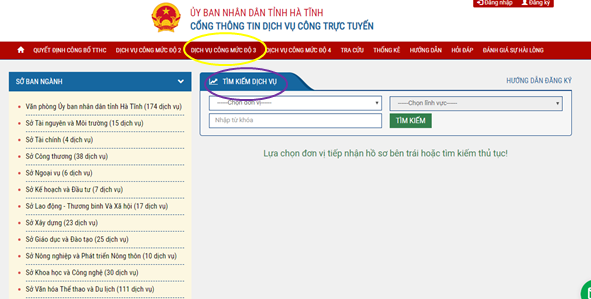 Đăng nhập Đăng ký
ỦY BAN NHÂN DÂN TỈNH HÀ TĨNH
CỔNG THÔNG TIN DỊCH VỤ CÔNG TRỰC TUYẾN
QUYẾT ĐỊNH CÔNG BỐ TTHC DỊCH VỤ CÔNG MỨC ĐỘ 2 DỊCH VỤ CÔNG MỨC ĐỘ 3 DỊCH VỤ CÔNG MỨC ĐỘ 4 TRA CỨU THỐNG KÊ HƯỚNG DẪN HỎI ĐÁP ĐÁNH GIÁ SỰ HÀI LÒNG
SỞ BAN NGÀNH
TÌM KIẾM DỊCH VỤ
HƯỚNG DẪN ĐĂNG KÝ
-----Chọn đơn vị-----
-----Chọn lĩnh vực-----
Nhập từ khóa
TÌM KIẾM
Lựa chọn đơn vị tiếp nhận hồ sơ bên trái hoặc tìm kiếm thủ tục!
Văn phòng Ủy ban nhân dân tỉnh Hà Tĩnh (174 dịch vụ)
Sở Tài nguyên và Môi trường (15 dịch vụ)
Sở Tài chính (4 dịch vụ)
Sở Công thương (38 dịch vụ)
Sở Ngoại vụ (6 dịch vụ)
Sở Kế hoạch và Đầu tư (7 dịch vụ)
Sở Lao động - Thương binh Và Xã hội (17 dịch vụ)
Sở Xây dựng (23 dịch vụ)
Sở Giáo dục và Đào tạo (25 dịch vụ)
Sở Nông nghiệp và Phát triển Nông thôn (10 dịch vụ)
Sở Khoa học và Công nghệ (30 dịch vụ)
Sở Văn hóa Thể thao và Du lịch (111 dịch vụ)